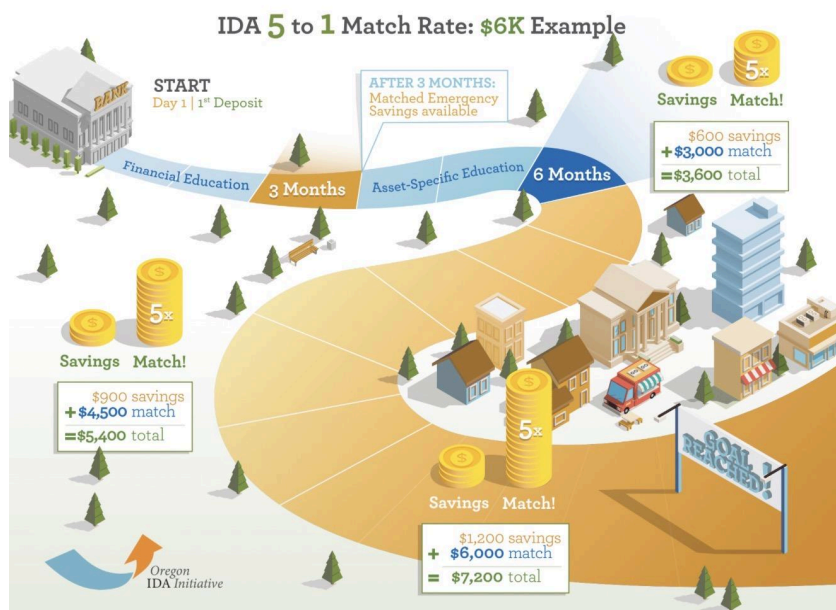 IDA 5 to 1 Match Rate: $6K Example
BANK
START
Day 1 | 1st Deposit
AFTER 3 MONTHS:
Matched Emergency
Savings available
Financial Education
3 Months
Asset-Specific Education
6 Months
5x
Savings Match!
$600 savings
+ $3,000 match
= $3,600 total
5x
Savings Match!
$900 savings
+ $4,500 match
= $5,400 total
5x
Savings Match!
$1,200 savings
+ $6,000 match
= $7,200 total
GOAL
REACHED!
Oregon
IDA Initiative